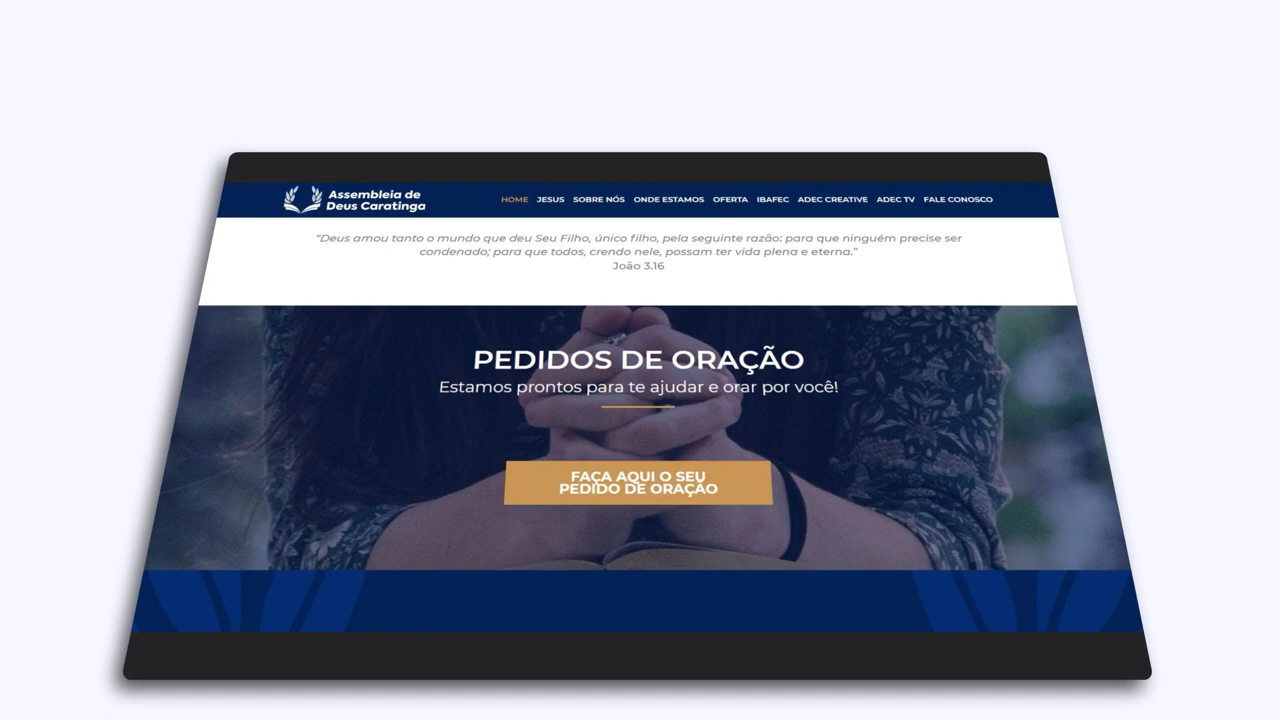 Assembleia de
Deus Caratinga
HOME JESUS SOBRE NÓS ONDE ESTAMOS OFERTA IBAFEC ADEC CREATIVE ADEC TV FALE CONOSCO
“Deus amou tanto o mundo que deu Seu Filho, único filho, pela seguinte razão: para que ninguém precise ser
condenado; para que todos, crendo nele, possam ter vida plena e eterna.”
João 3.16
PEDIDOS DE ORAÇÃO
Estamos prontos para te ajudar e orar por você!
FAÇA AQUI O SEU
PEDIDO DE ORAÇÃO